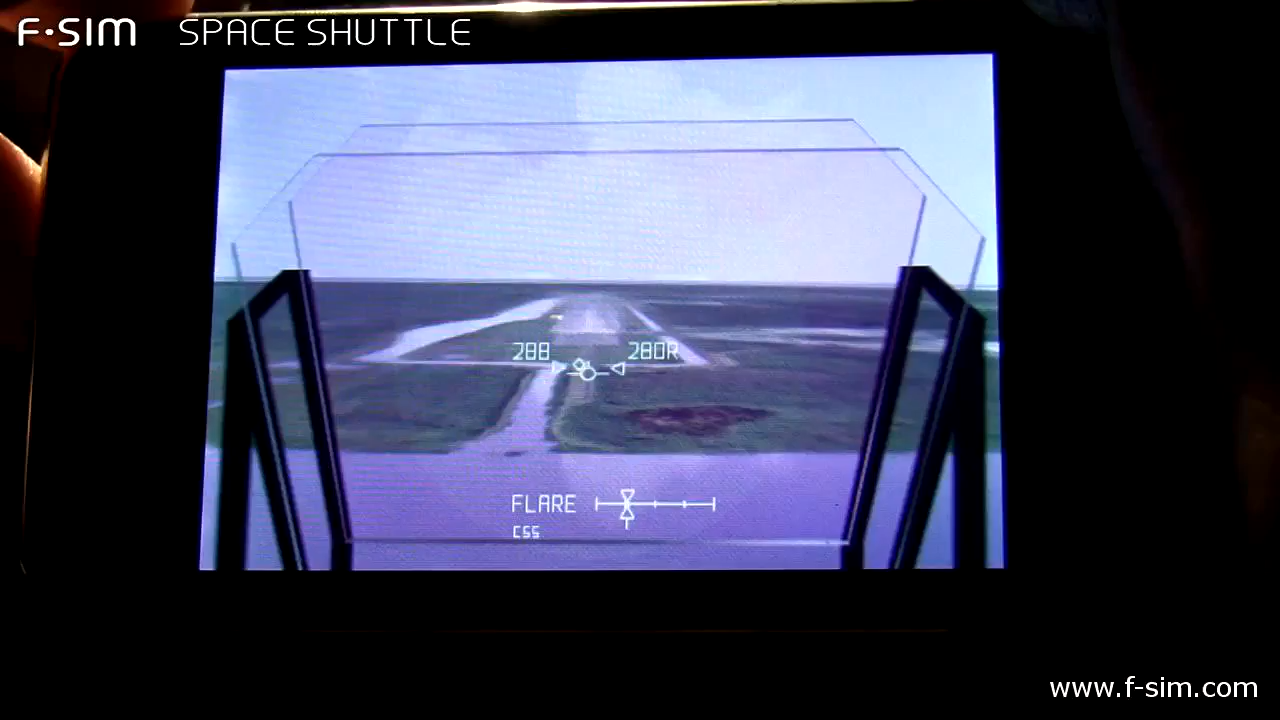 F·SIM SPACE SHUTTLE
288 280R
FLARE
CSS
www.f-sim.com